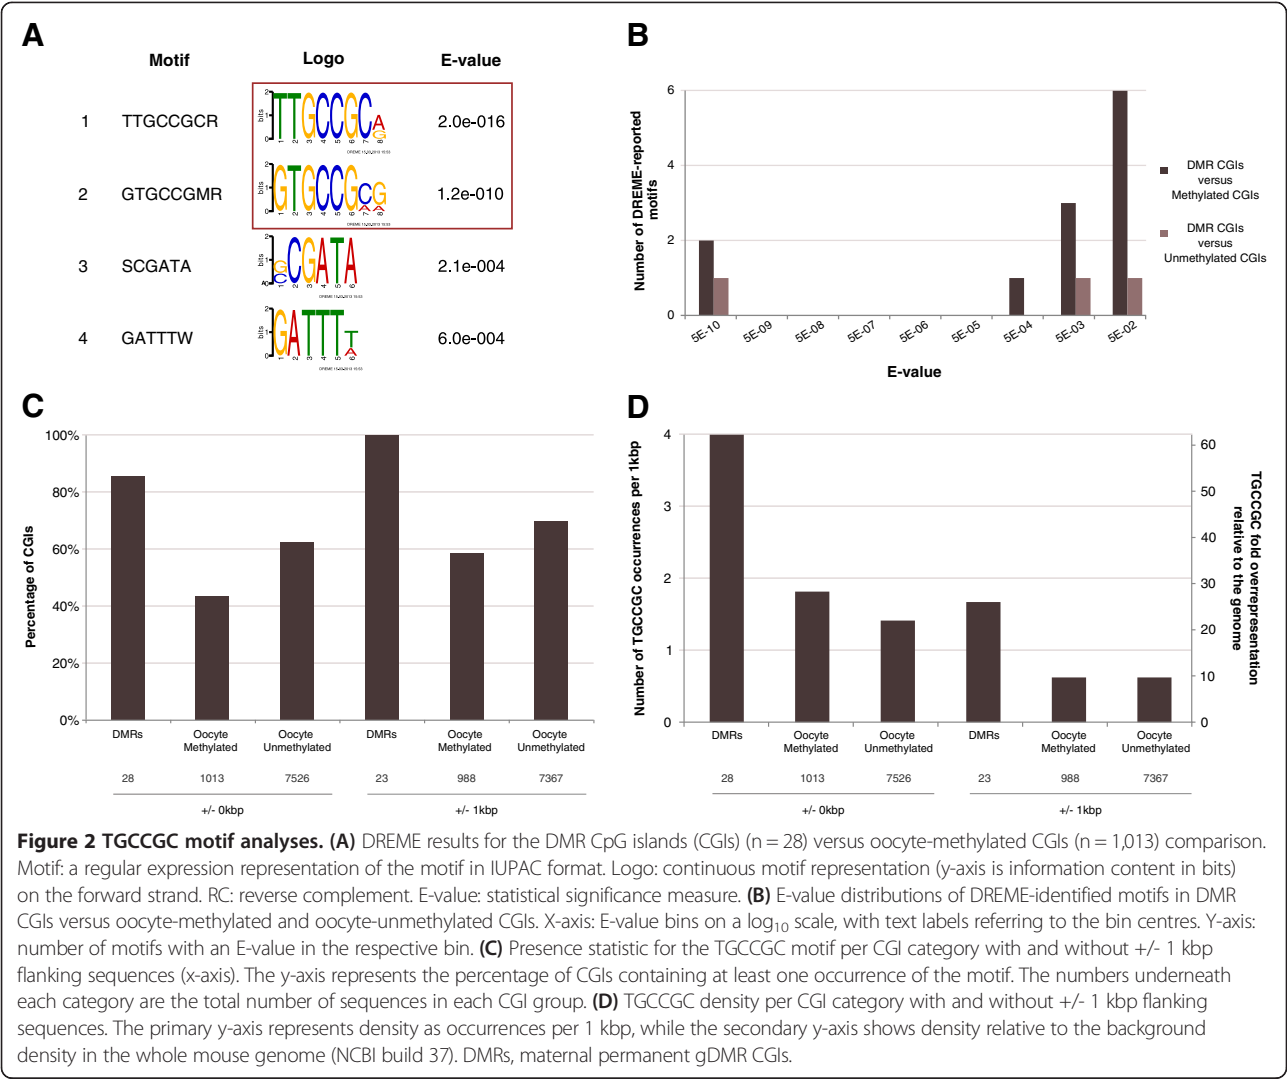 A
Motif Logo E-value
1 TTGCCGCR 2.0e-016
2 GTGCCGMR 1.2e-010
3 SCGATA 2.1e-004
4 GATTTW 6.0e-004
B
Number of DREME-reported
motifs
6
4
2
0
5E-10 5E-09 5E-08 5E-07 5E-06 5E-05 5E-04 5E-03 5E-02
E-value
DMR CGIs
versus
Methylated CGIs
DMR CGIs
versus
Unmethylated CGIs
C
Percentage of CGIs
100%
80%
60%
40%
20%
0%
DMRs Oocyte Methylated Oocyte Unmethylated DMRs Oocyte Methylated Oocyte Unmethylated
28 1013 7526 23 988 7367
+/- 0kbp +/- 1kbp
D
Number of TGCCGC occurrences per 1kbp
4
3
2
1
0
60
50
40
30
20
10
0
TGCCGC fold overrepresentation
relative to the genome
DMRs Oocyte Methylated Oocyte Unmethylated DMRs Oocyte Methylated Oocyte Unmethylated
28 1013 7526 23 988 7367
+/- 0kbp +/- 1kbp
Figure 2 TGCCGC motif analyses. (A) DREME results for the DMR CpG islands (CGIs) (n = 28) versus oocyte-methylated CGIs (n = 1,013) comparison.
Motif: a regular expression representation of the motif in IUPAC format. Logo: continuous motif representation (y-axis is information content in bits)
on the forward strand. RC: reverse complement. E-value: statistical significance measure. (B) E-value distributions of DREME-identified motifs in DMR
CGIs versus oocyte-methylated and oocyte-unmethylated CGIs. X-axis: E-value bins on a log10 scale, with text labels referring to the bin centres. Y-axis:
number of motifs with an E-value in the respective bin. (C) Presence statistic for the TGCCGC motif per CGI category with and without +/- 1 kbp
flanking sequences (x-axis). The y-axis represents the percentage of CGIs containing at least one occurrence of the motif. The numbers underneath
each category are the total number of sequences in each CGI group. (D) TGCCGC density per CGI category with and without +/- 1 kbp flanking
sequences. The primary y-axis represents density as occurrences per 1 kbp, while the secondary y-axis shows density relative to the background
density in the whole mouse genome (NCBI build 37). DMRs, maternal permanent gDMR CGIs.